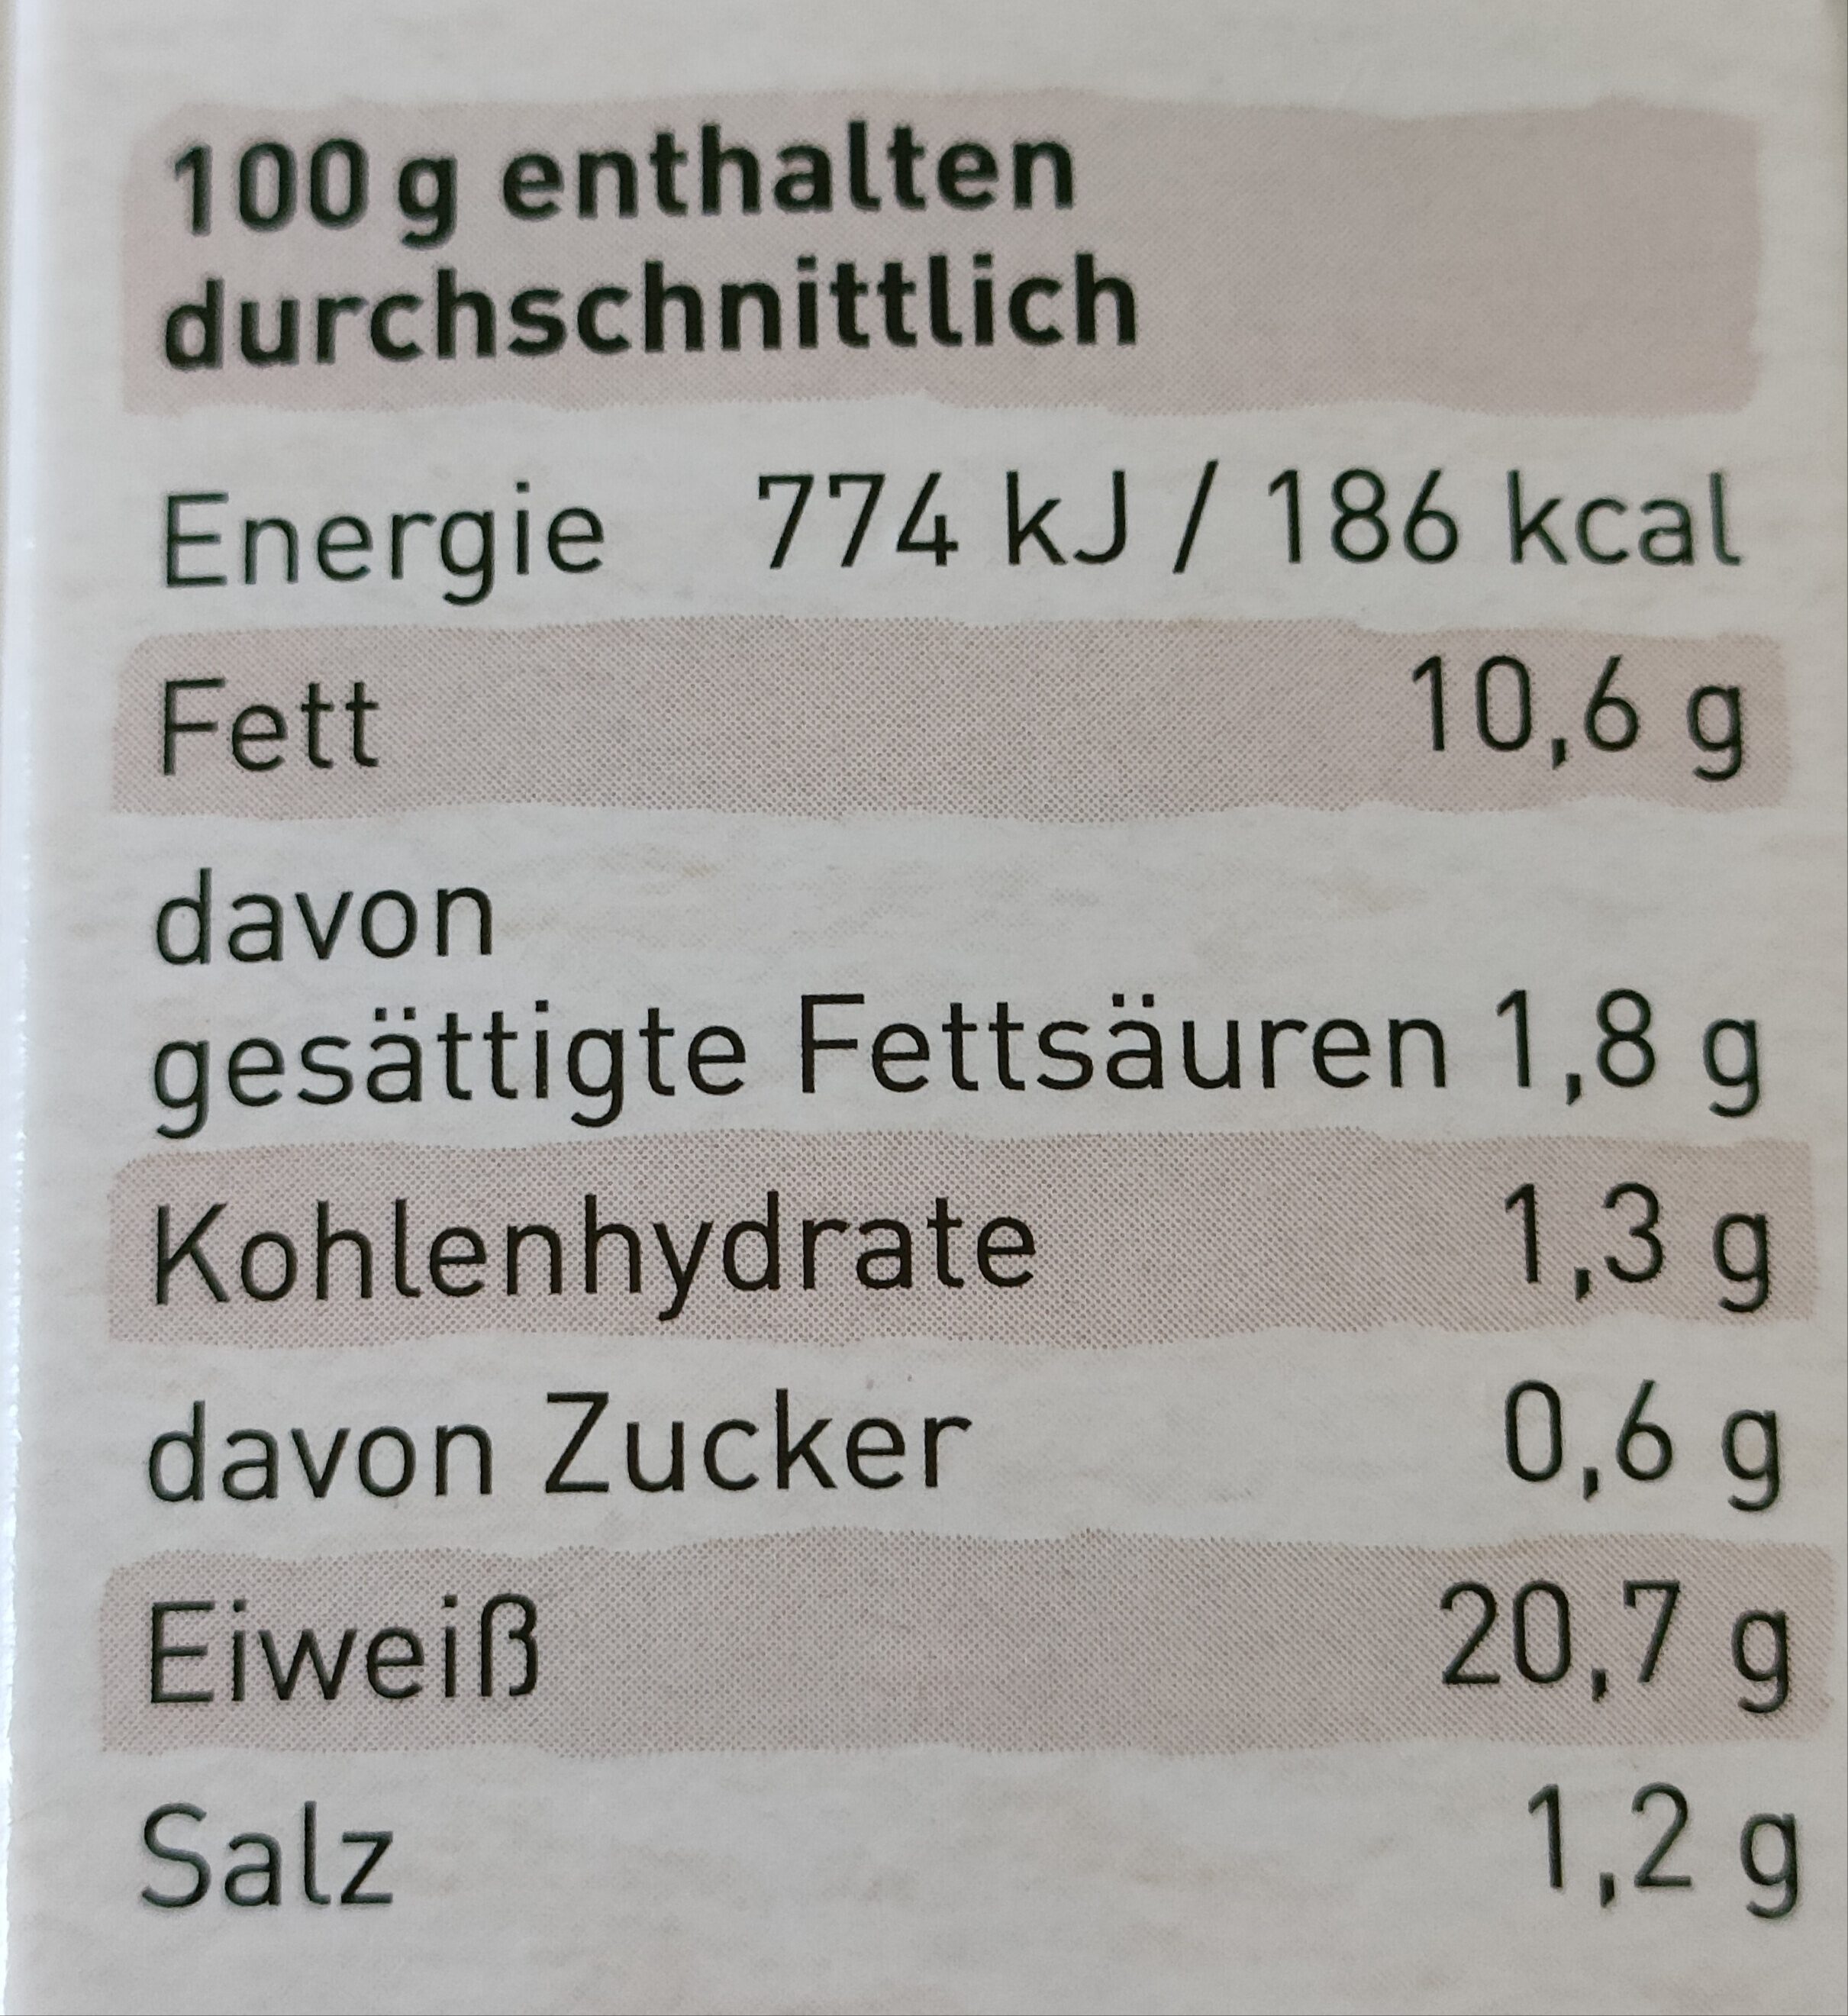 100 g enthalten
durchschnittlich
Energie 774 kJ / 186 kcal
Fett 10,6 g
davon
gesättigte Fettsäuren 1,8 g
Kohlenhydrate 1,3 g
davon Zucker 0,6 g
Eiweiß 20,7 g
Salz 1,2 g